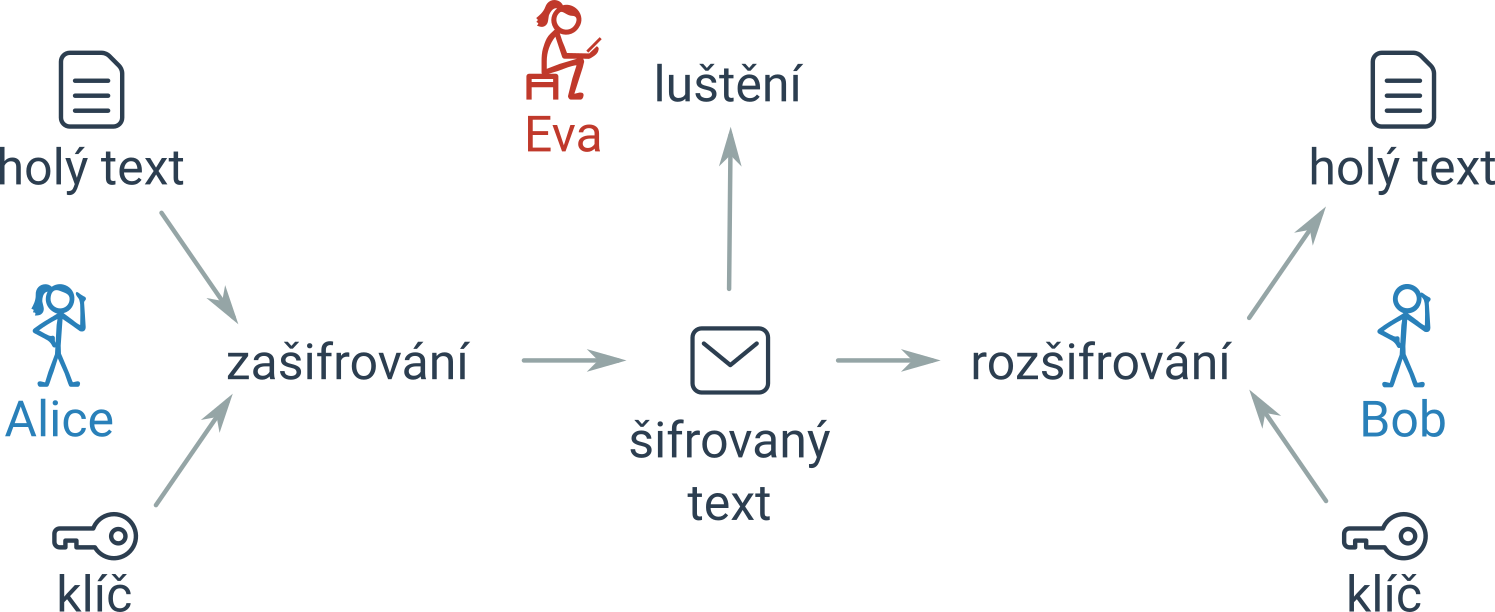 luštění
Eva
holý text
holý text
zašifrování
rozšifrování
Alice
Bob
šifrovaný
text
klíč
klíč